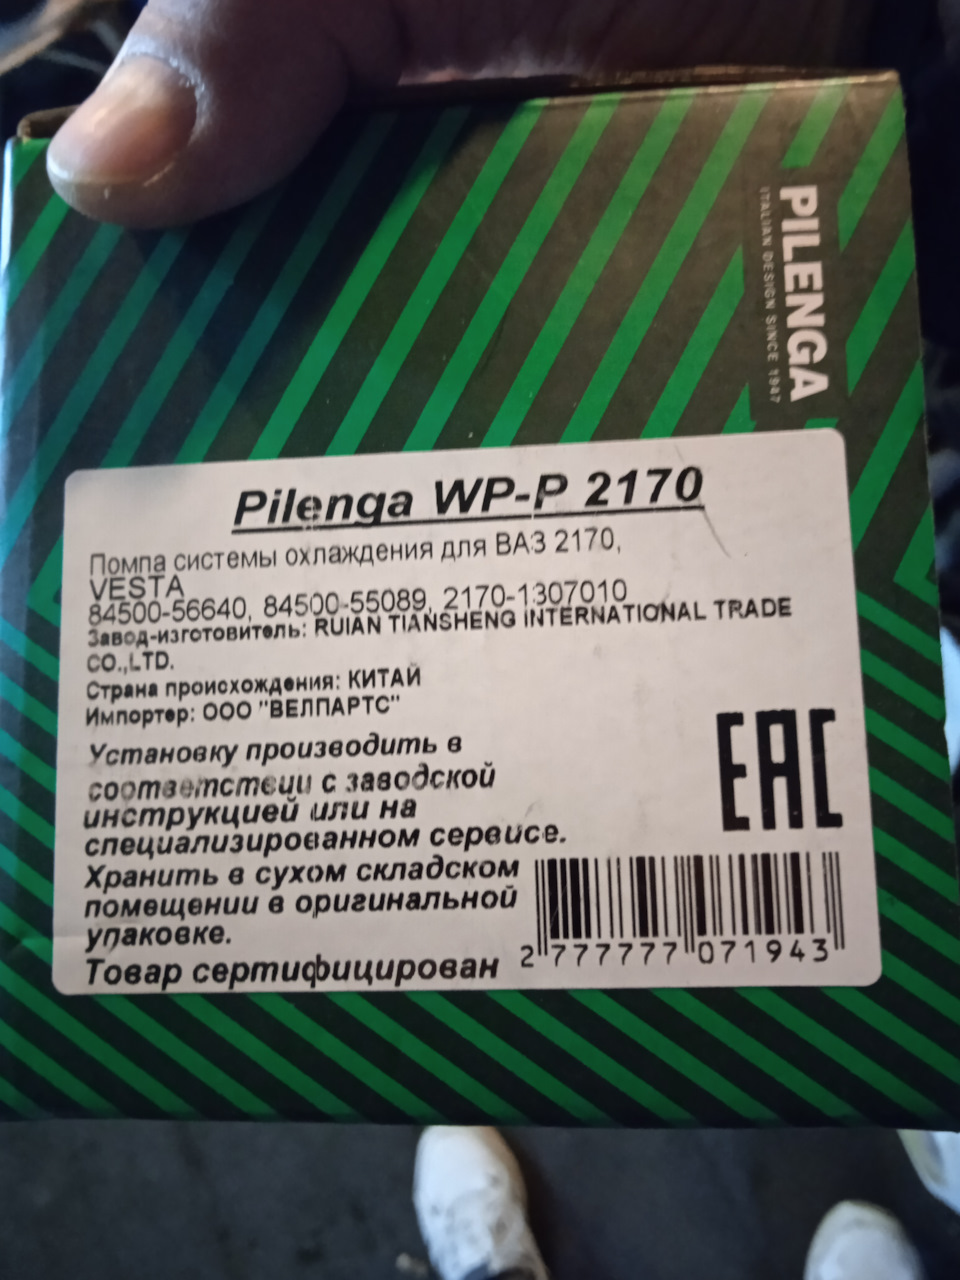 PILENGA
ITALIAN DESIGN SINCE 1947
Pilenga WP-P 2170
Помпа системы охлаждения для ВАЗ 2170,
VESTA
84500-56640, 84500-55089, 2170-1307010
Завод-изготовитель: RUIAN TIANSHENG INTERNATIONAL TRADE
CO.,LTD.
Страна происхождения: КИТАЙ
Импортер: ООО "ВЕЛПАРТС"
Установку производить в
соответствии с заводской
инструкцией или на
специализированном сервисе.
Хранить в сухом складском
помещении в оригинальной
упаковке.
Товар сертифицирован
EAC
2 777777 071943